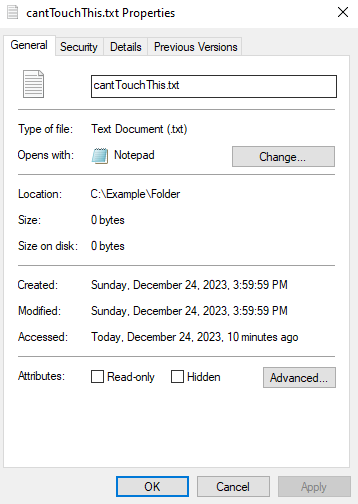 cantTouchThis.txt Properties
General Security Details Previous Versions
cantTouchThis.txt
Type of file: Text Document (.txt)
Opens with: Notepad Change...
Location: C:\Example\Folder
Size: 0 bytes
Size on disk: 0 bytes
Created: Sunday, December 24, 2023, 3:59:59 PM
Modified: Sunday, December 24, 2023, 3:59:59 PM
Accessed: Today, December 24, 2023, 10 minutes ago
Attributes: Read-only Hidden Advanced...
OK Cancel Apply